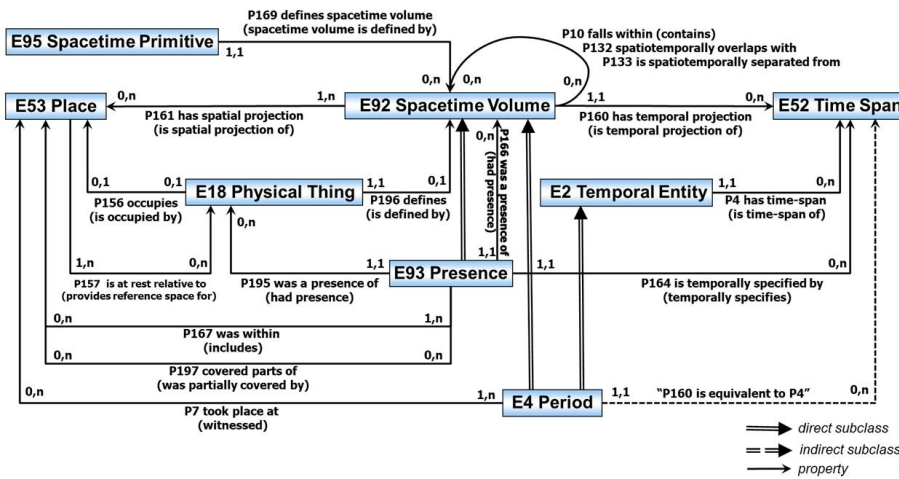 P169 defines spacetime volume
(spacetime volume is defined by)
P10 falls within (contains)
P132 spatiotemporally overlaps with
P133 is spatiotemporally separated from
E95 Spacetime Primitive
1,1
0,n
0,n
0,n
E53 Place
0,n
1,n
E92 Spacetime Volume
1,1
0,n
E52 Time Span
P161 has spatial projection
(is spatial projection of)
P160 has temporal projection
(is temporal projection of)
0,n
P166 was a presence of
(had presence)
0,1
0,1
E18 Physical Thing
1,1
0,1
E2 Temporal Entity
1,1
0,n
P156 occupies
(is occupied by)
P196 defines
(is defined by)
P4 has time-span
(is time-span of)
0,n
0,n
1,n
0,n
1,1
1,1
E93 Presence
1,1
0,n
P157 is at rest relative to
(provides reference space for)
P195 was a presence of
(had presence)
P164 is temporally specified by
(temporally specifies)
0,n
1,n
P167 was within
(includes)
0,n
0,n
P197 covered parts of
(was partially covered by)
0,n
1,n
E4 Period
1,1
“P160 is equivalent to P4”
0,n
P7 took place at
(witnessed)
direct subclass
indirect subclass
property